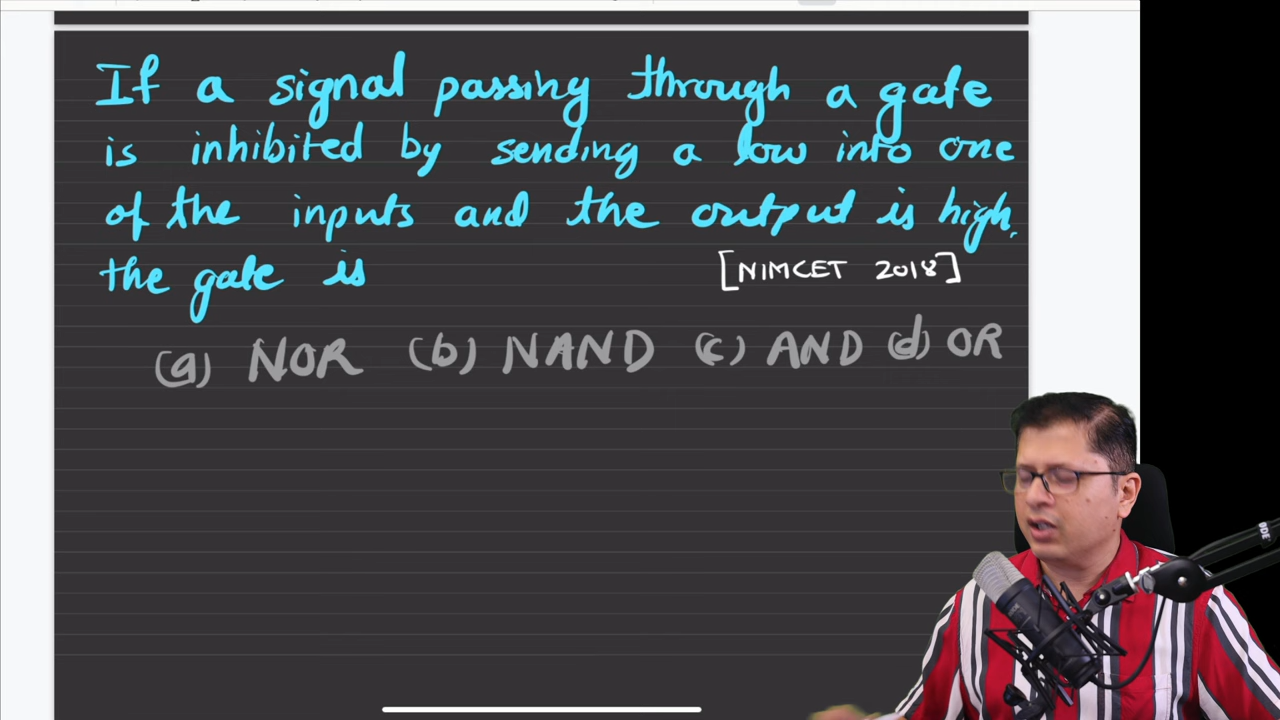 If a signal passing through a gate
is inhibited by sending a low into one
of the inputs and the output is high,
the gate is [NIMCET 2018]
(a) NOR (b) NAND (c) AND (d) OR